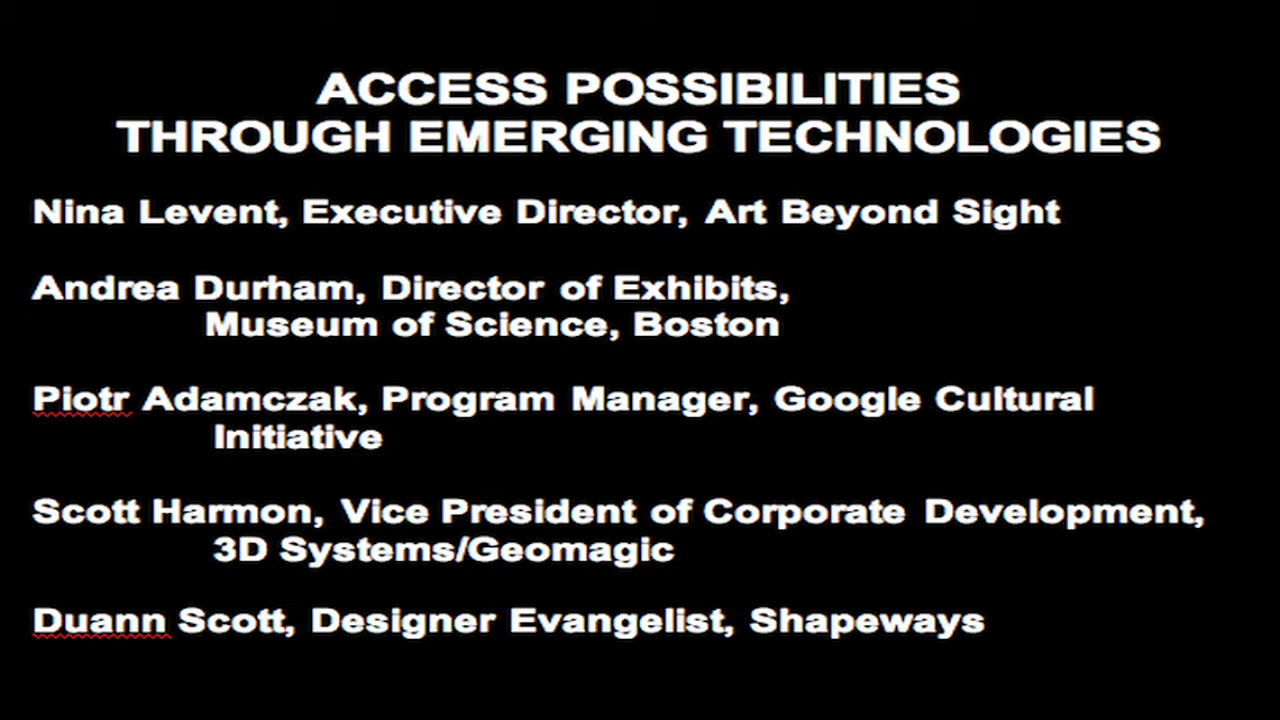 ACCESS POSSIBILITIES
THROUGH EMERGING TECHNOLOGIES
Nina Levent, Executive Director, Art Beyond Sight
Andrea Durham, Director of Exhibits,
Museum of Science, Boston
Piotr Adamczak, Program Manager, Google Cultural
Initiative
Scott Harmon, Vice President of Corporate Development,
3D Systems/Geomagic
Duann Scott, Designer Evangelist, Shapeways